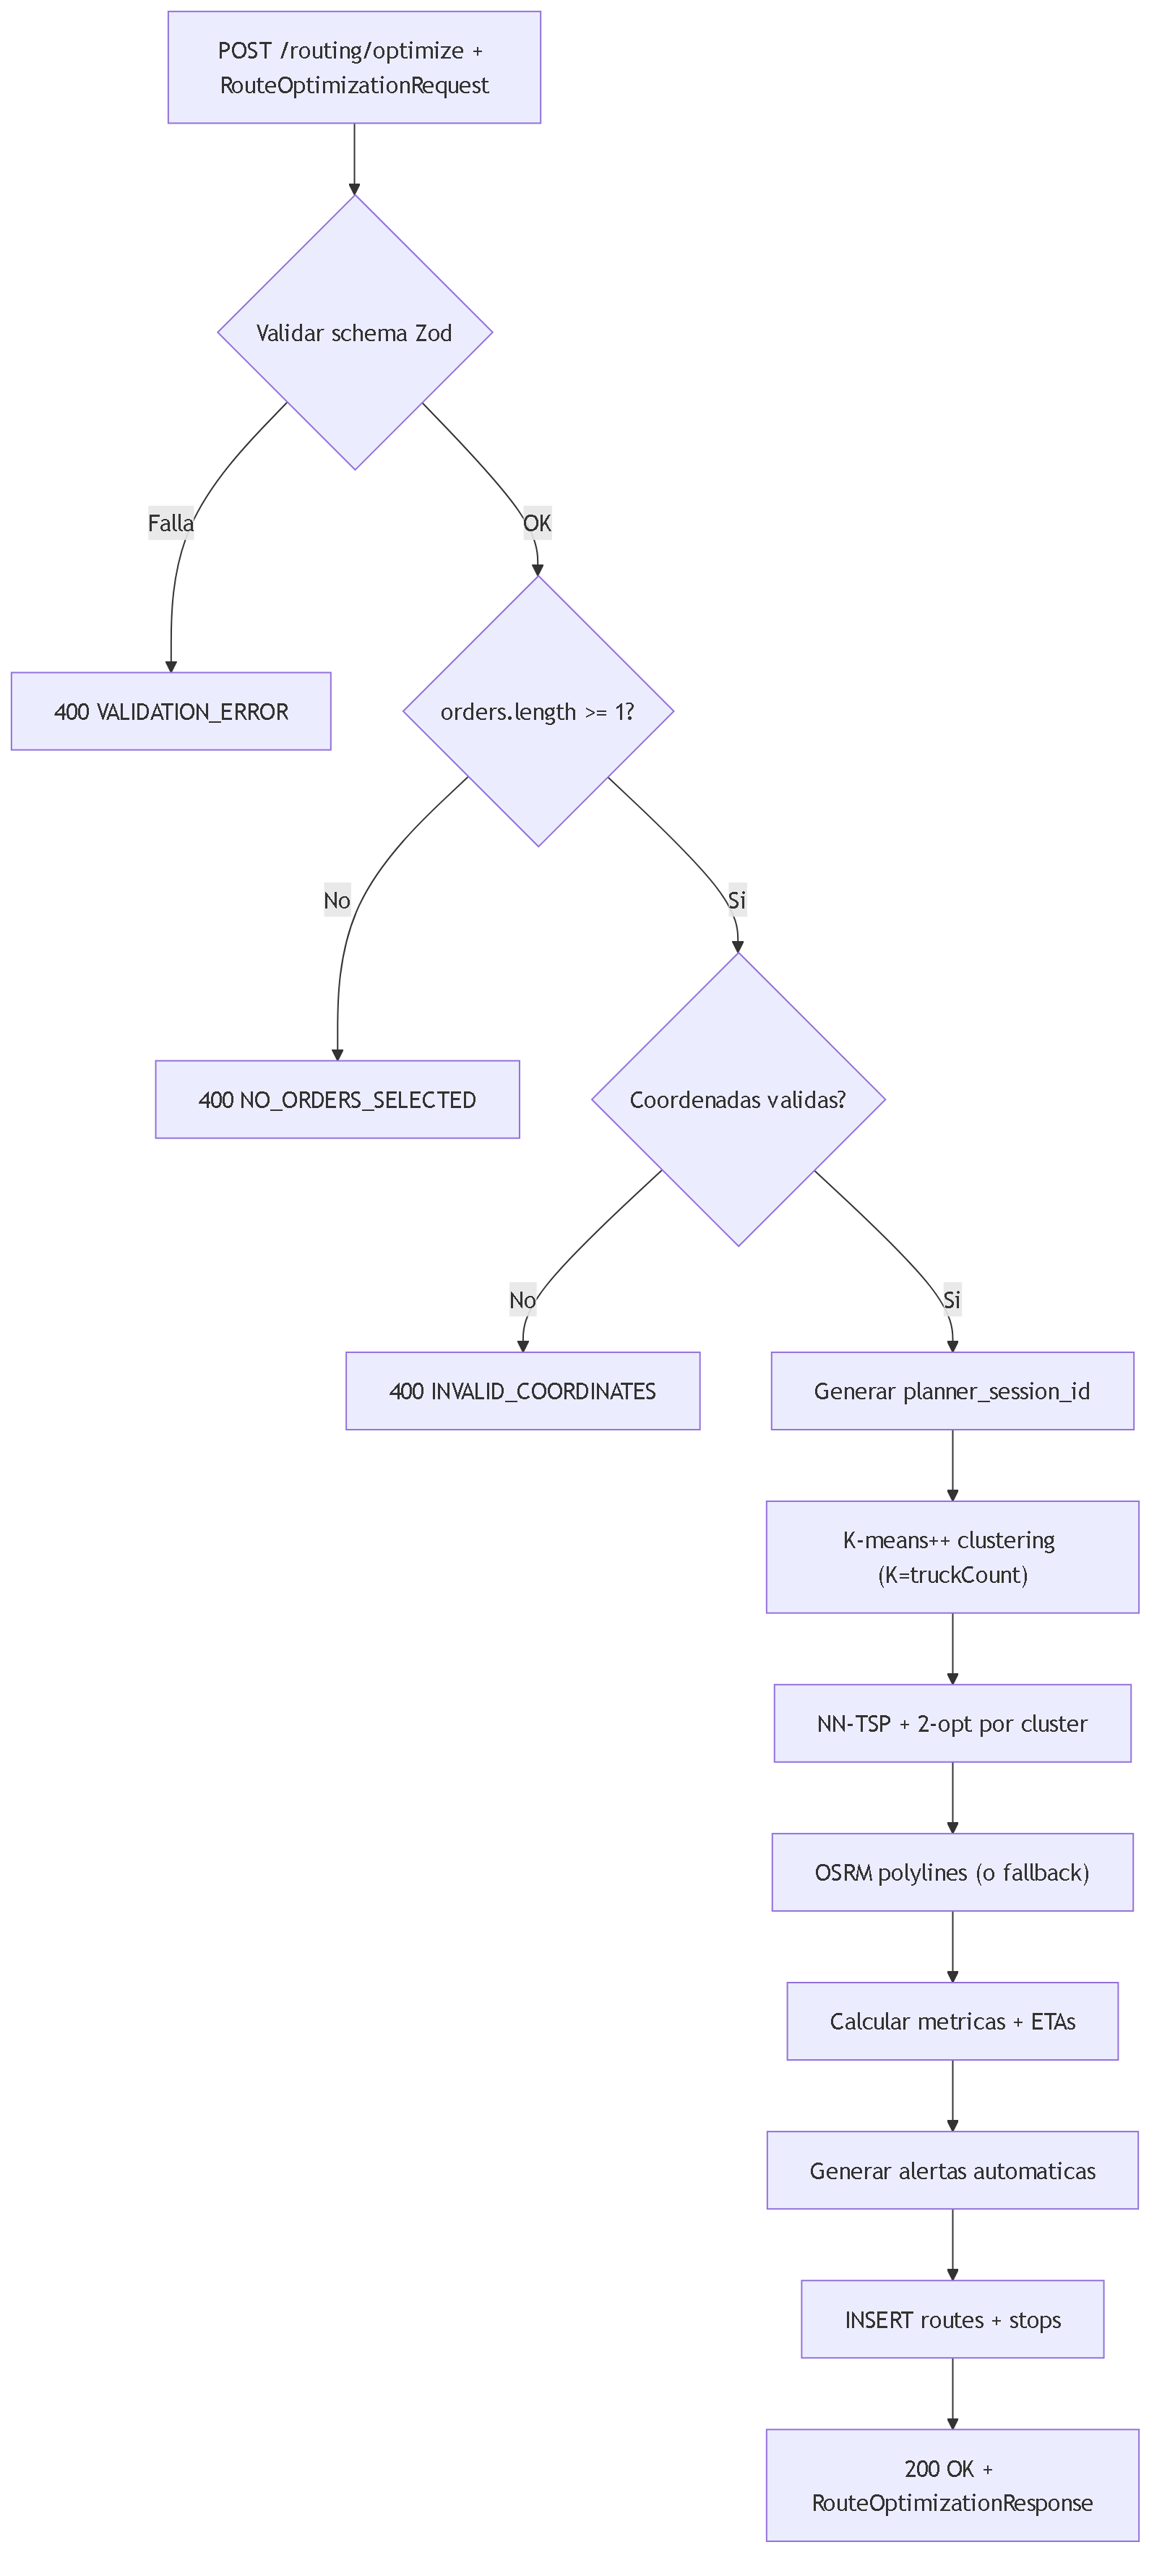 POST /routing/optimize +
RouteOptimizationRequest
Validar schema Zod
Falla
OK
400 VALIDATION_ERROR
orders.length >= 1?
No
Si
400 NO_ORDERS_SELECTED
Coordenadas validas?
No
Si
400 INVALID_COORDINATES
Generar planner_session_id
K-means++ clustering
(K=truckCount)
NN-TSP + 2-opt por cluster
OSRM polylines (o fallback)
Calcular metricas + ETAs
Generar alertas automaticas
INSERT routes + stops
200 OK +
RouteOptimizationResponse